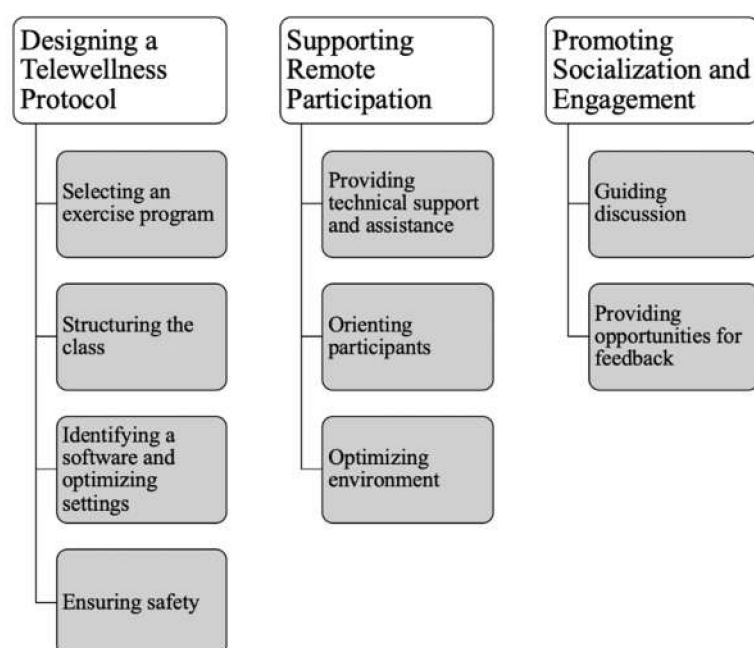 Designing a
Telewellness
Protocol
Selecting an
exercise program
Structuring the
class
Identifying a
software and
optimizing
settings
Ensuring safety
Supporting
Remote
Participation
Providing
technical support
and assistance
Orienting
participants
Optimizing
environment
Promoting
Socialization and
Engagement
Guiding
discussion
Providing
opportunities for
feedback